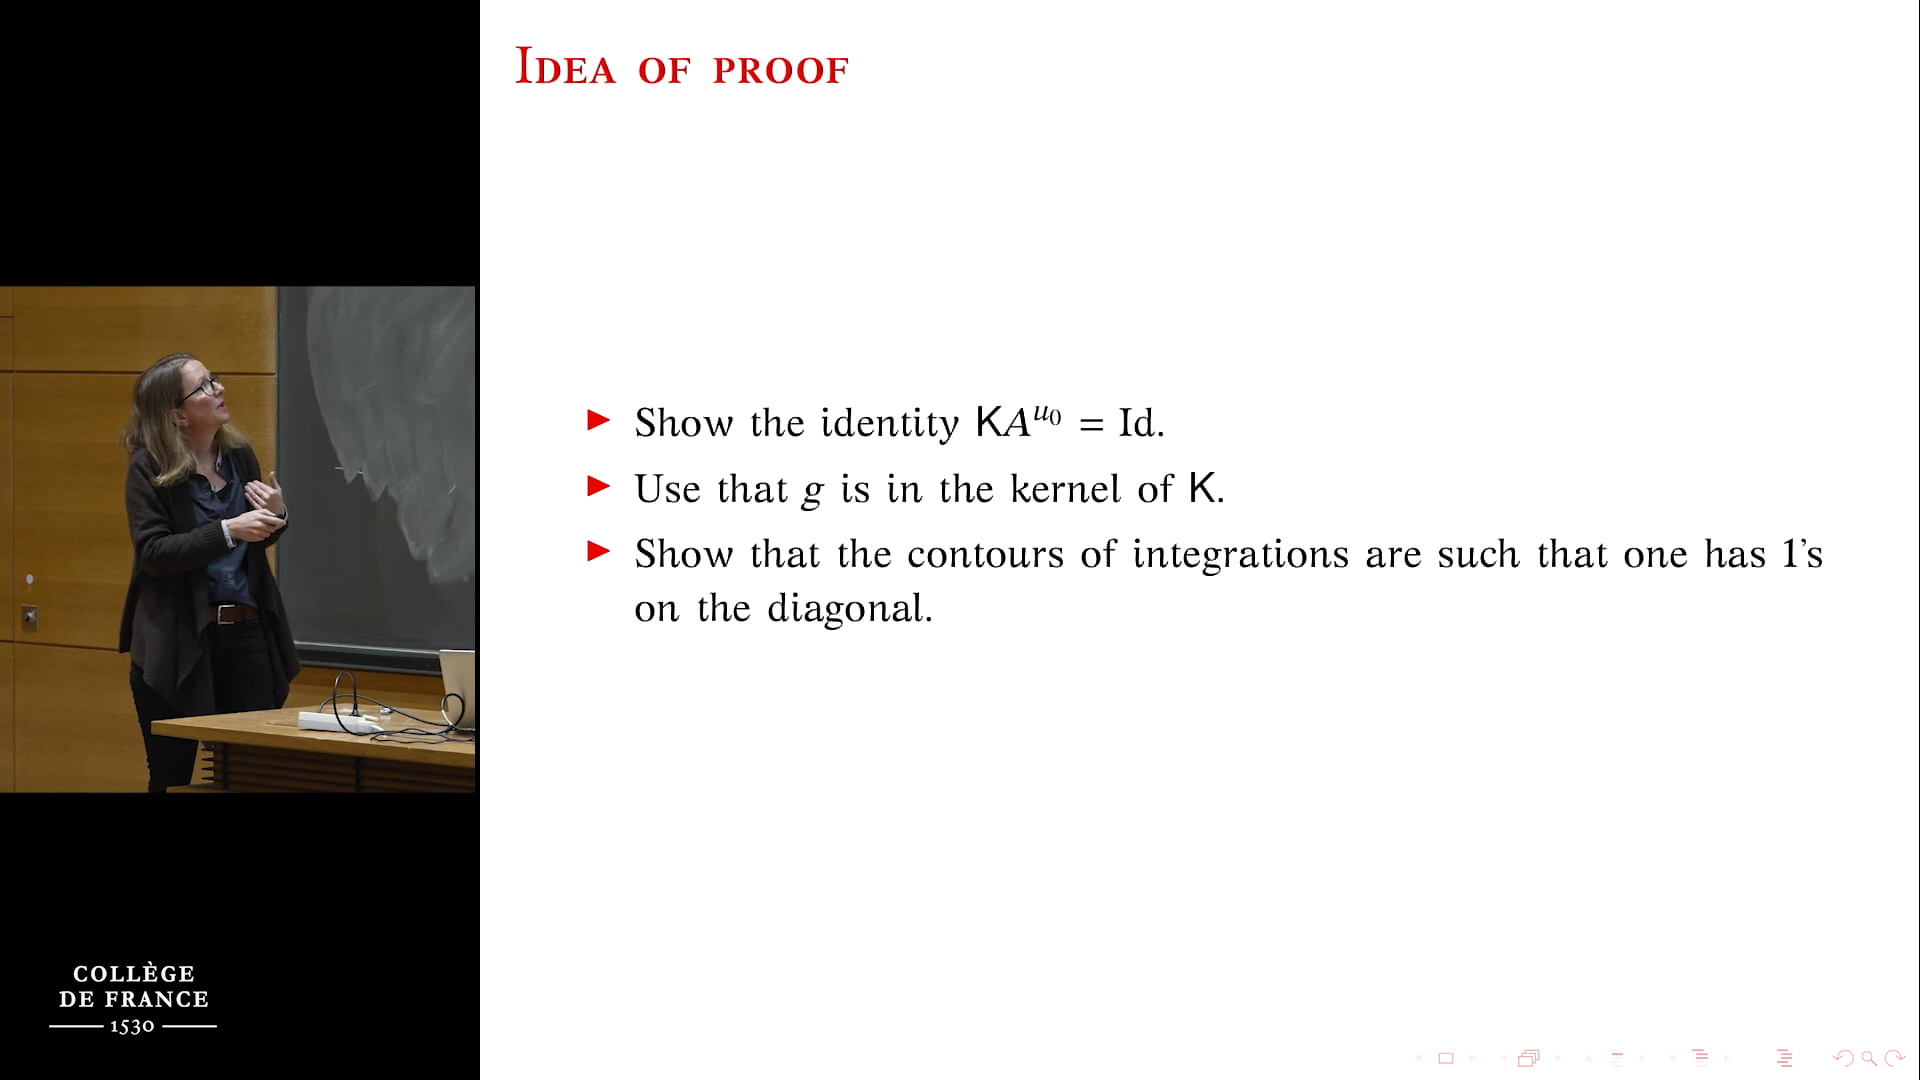 IDEA OF PROOF
► Show the identity KA^{u_0} = Id.
► Use that g is in the kernel of K.
► Show that the contours of integrations are such that one has 1's
on the diagonal.
COLLÈGE
DE FRANCE
1530